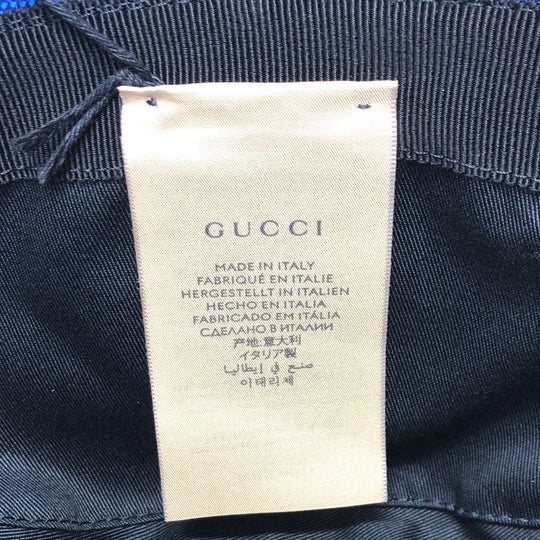 GUCCI
MADE IN ITALY
FABRIQUÉ EN ITALIE
HERGESTELLT IN ITALIEN
HECHO EN ITALIA
FABRICADO EM ITÁLIA
СДЕЛАНО В ИТАЛИИ
产地:意大利
イタリア製
صنع في إيطاليا
이태리제